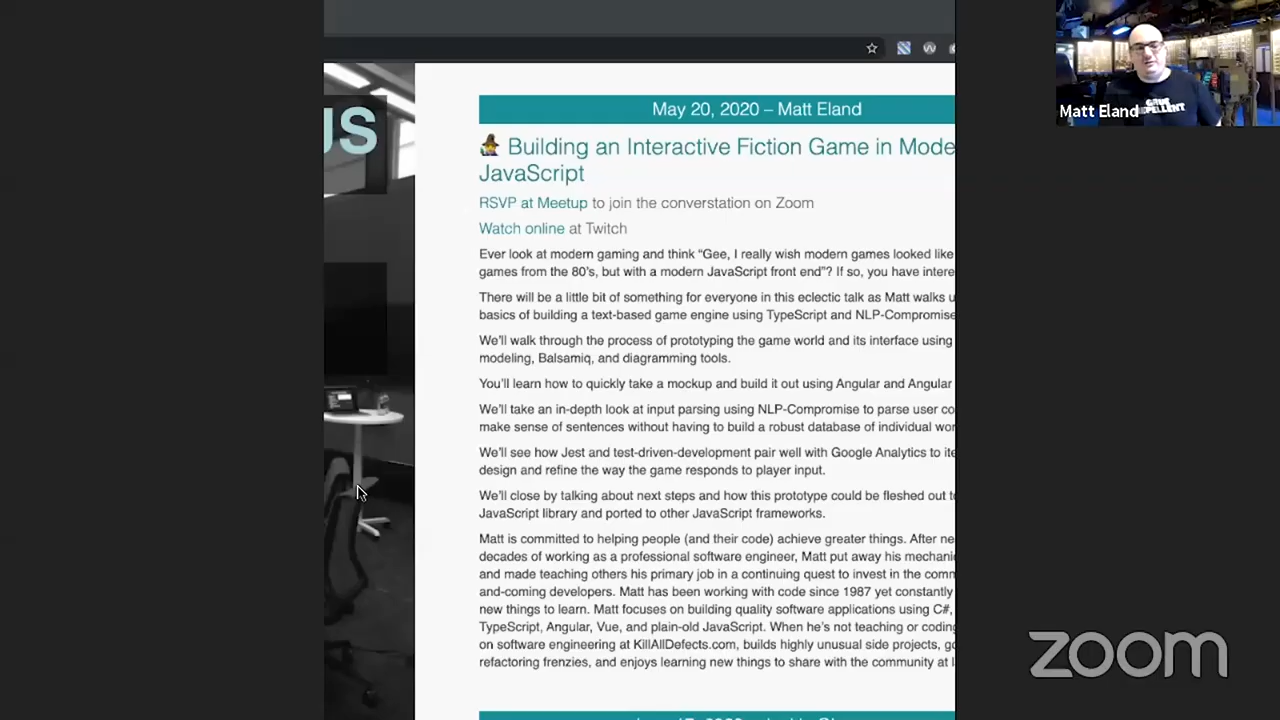 JS
May 20, 2020 – Matt Eland
Building an Interactive Fiction Game in Mode
JavaScript
RSVP at Meetup to join the converstation on Zoom
Watch online at Twitch
Ever look at modern gaming and think “Gee, I really wish modern games looked like
games from the 80’s, but with a modern JavaScript front end”? If so, you have intere
There will be a little bit of something for everyone in this eclectic talk as Matt walks u
basics of building a text-based game engine using TypeScript and NLP-Compromise
We’ll walk through the process of prototyping the game world and its interface using
modeling, Balsamiq, and diagramming tools.
You’ll learn how to quickly take a mockup and build it out using Angular and Angular
We’ll take an in-depth look at input parsing using NLP-Compromise to parse user co
make sense of sentences without having to build a robust database of individual wor
We’ll see how Jest and test-driven-development pair well with Google Analytics to ite
design and refine the way the game responds to player input.
We’ll close by talking about next steps and how this prototype could be fleshed out to
JavaScript library and ported to other JavaScript frameworks.
Matt is committed to helping people (and their code) achieve greater things. After ne
decades of working as a professional software engineer, Matt put away his mechani
and made teaching others his primary job in a continuing quest to invest in the comm
and-coming developers. Matt has been working with code since 1987 yet constantly
new things to learn. Matt focuses on building quality software applications using C#,
TypeScript, Angular, Vue, and plain-old JavaScript. When he’s not teaching or coding
on software engineering at KillAllDefects.com, builds highly unusual side projects, go
refactoring frenzies, and enjoys learning new things to share with the community at l
Matt Eland
zoom